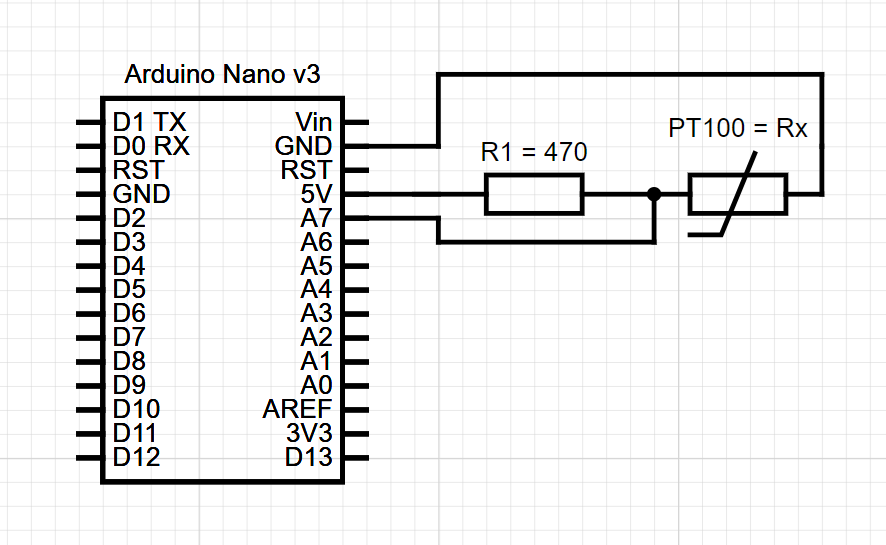 Arduino Nano v3
D1 TX
Vin
D0 RX
GND
RST
RST
GND
5V
D2
A7
D3
A6
D4
A5
D5
A4
D6
A3
D7
A2
D8
A1
D9
A0
D10
AREF
D11
3V3
D12
D13
R1 = 470
PT100 = Rx